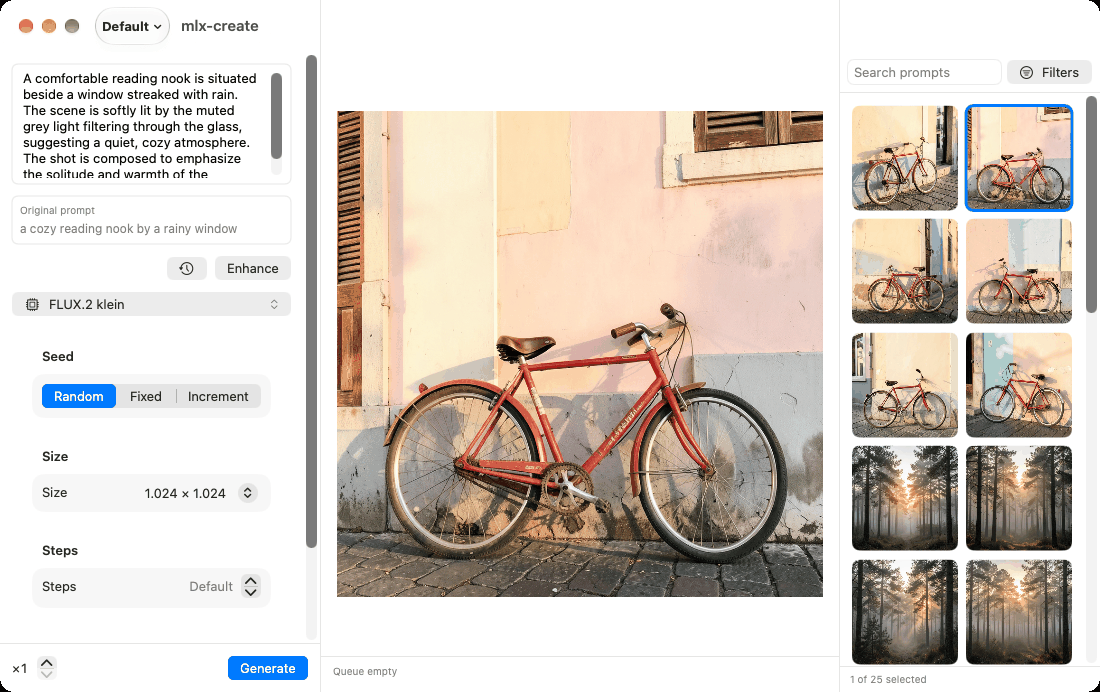 Default
mlx-create
A comfortable reading nook is situated
beside a window streaked with rain.
The scene is softly lit by the muted
grey light filtering through the glass,
suggesting a quiet, cozy atmosphere.
The shot is composed to emphasize
the solitude and warmth of the
Original prompt
a cozy reading nook by a rainy window
Enhance
FLUX.2 klein
Seed
Random
Fixed
Increment
Size
Size
1.024 × 1.024
Steps
Steps
Default
×1
Generate
Queue empty
Search prompts
Filters
1 of 25 selected